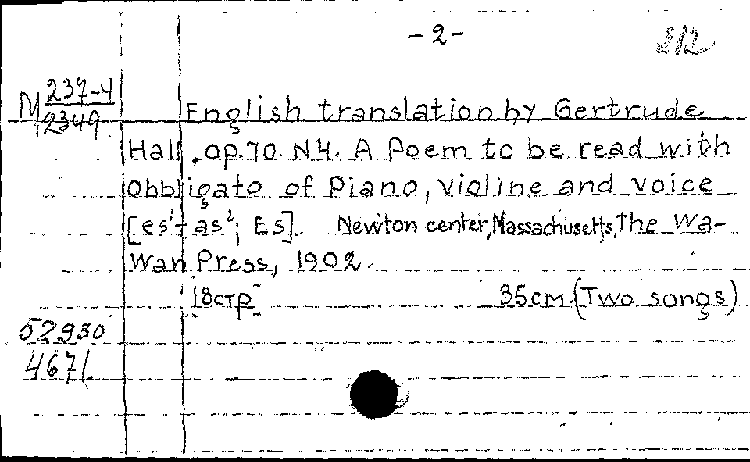 -2-
212
M 237-4
2349
English translation by Gertrude
Hall. op.70 N4. A Poem to be read with
obbligato of Piano, violine and voice
[es¹-as²; Es]. Newton center, Massachusetts, The Wa-
Wan Press, 1902.
18стр 35cm (Two songs)
52930
4671